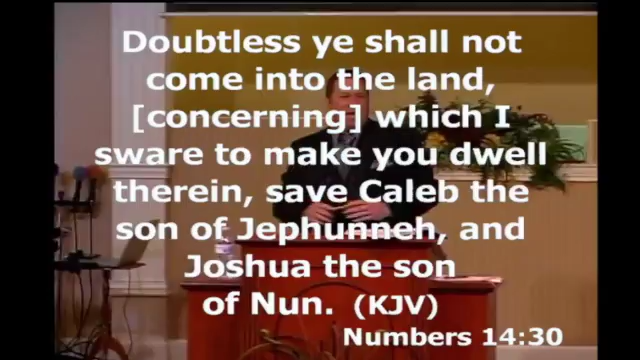 Doubtless ye shall not
come into the land,
[concerning] which I
sware to make you dwell
therein, save Caleb the
son of Jephunneh, and
Joshua the son
of Nun. (KJV)
Numbers 14:30